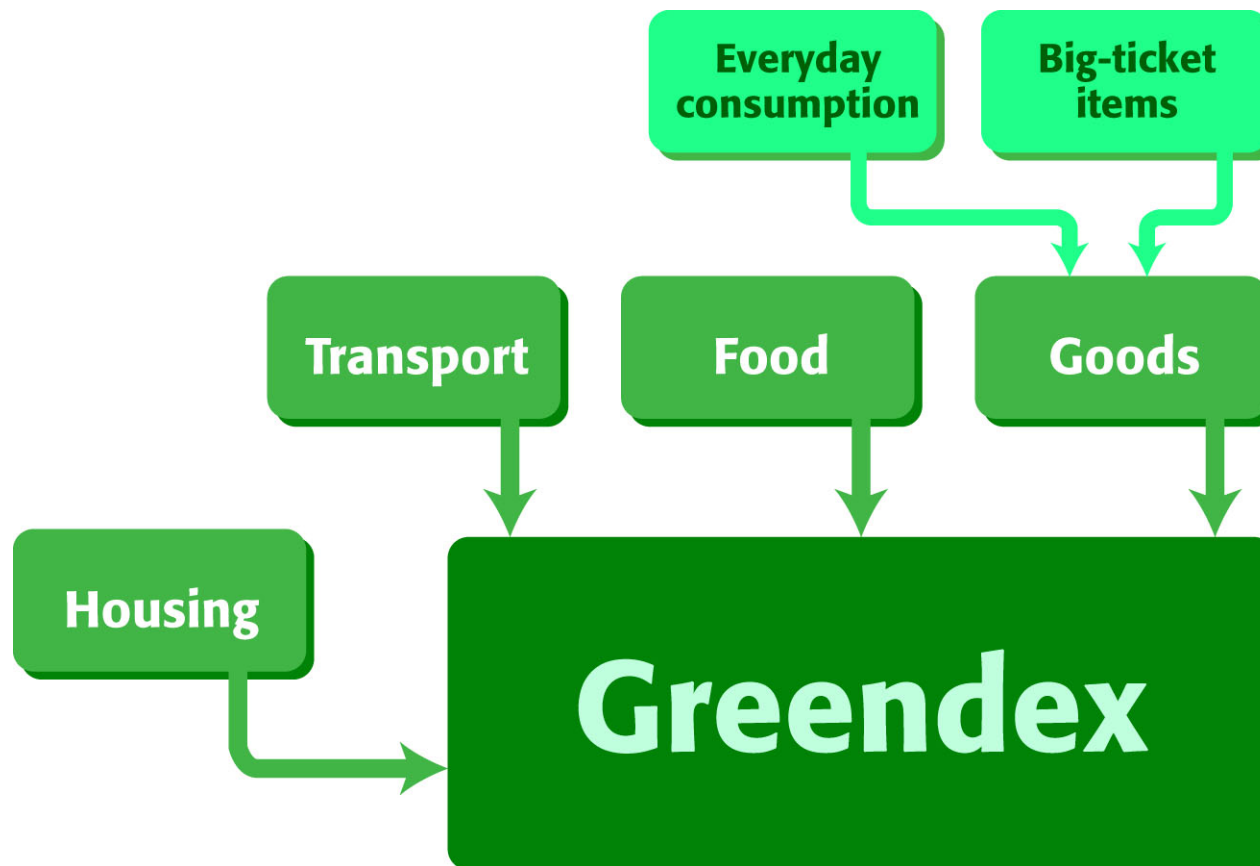 Everyday
consumption
Big-ticket
items
Transport
Food
Goods
Housing
Greendex